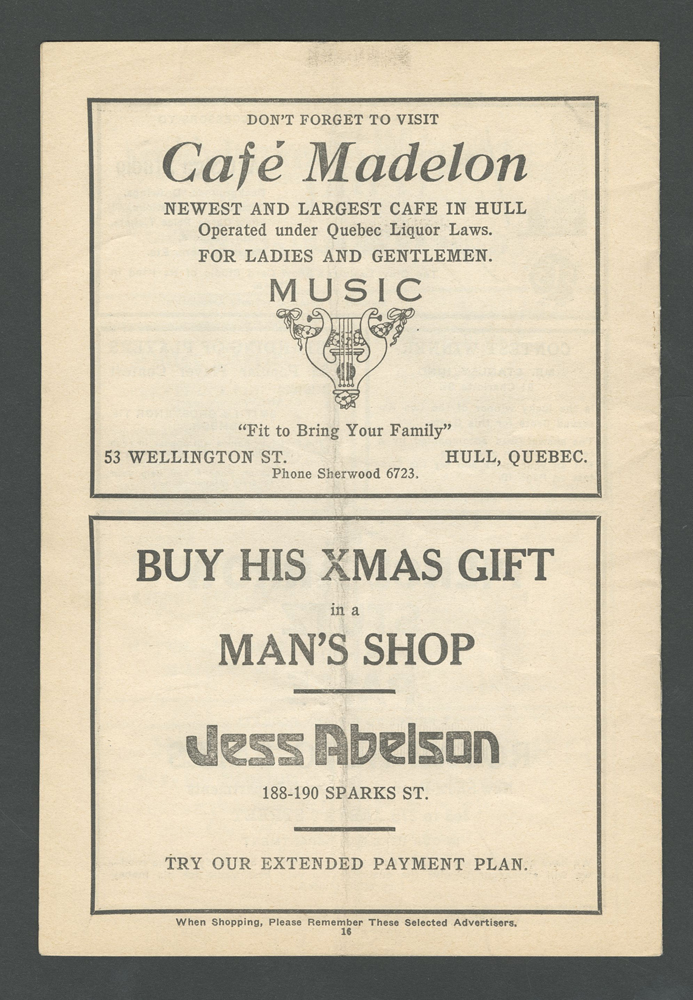 DON'T FORGET TO VISIT
Café Madelon
NEWEST AND LARGEST CAFE IN HULL
Operated under Quebec Liquor Laws.
FOR LADIES AND GENTLEMEN.
MUSIC
“Fit to Bring Your Family”
53 WELLINGTON ST. HULL, QUEBEC.
Phone Sherwood 6723.
BUY HIS XMAS GIFT
in a
MAN'S SHOP
Jess Abelson
188-190 SPARKS ST.
TRY OUR EXTENDED PAYMENT PLAN.
When Shopping, Please Remember These Selected Advertisers.
16